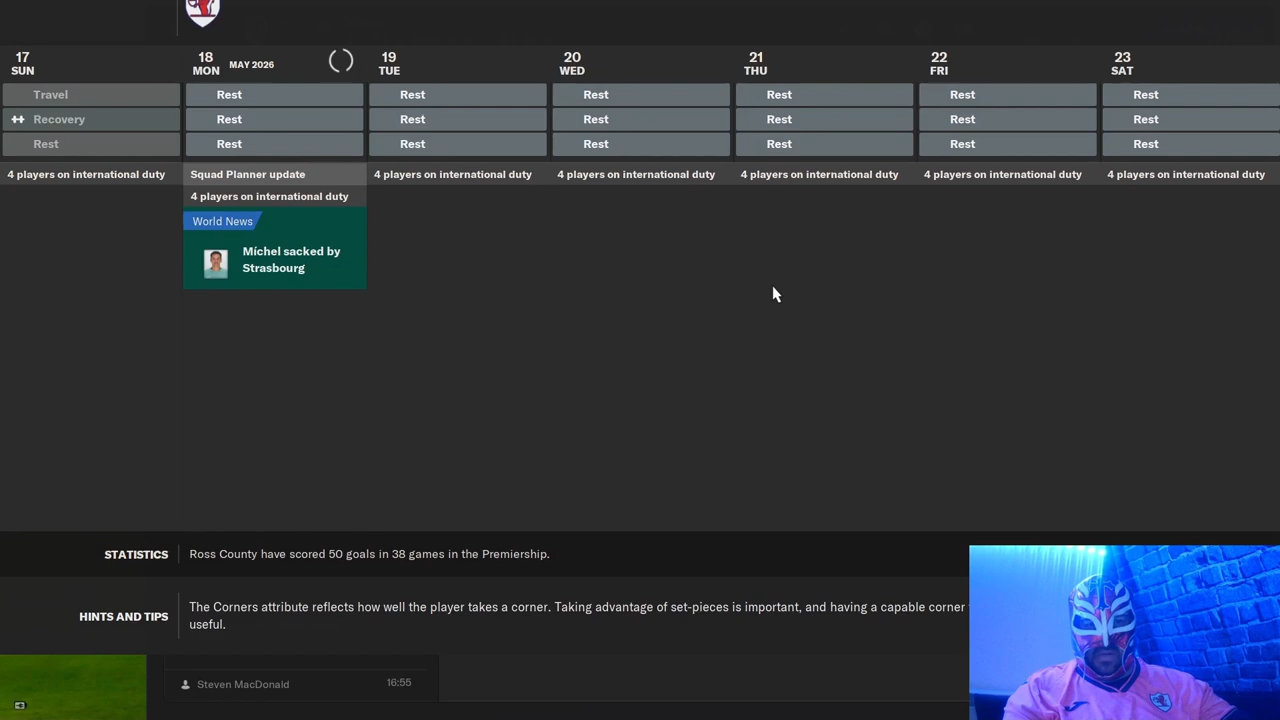 17
SUN
18
MON
MAY 2026
19
TUE
20
WED
21
THU
22
FRI
23
SAT
Travel
Rest
Rest
Rest
Rest
Rest
Rest
Recovery
Rest
Rest
Rest
Rest
Rest
Rest
Rest
Rest
Rest
Rest
Rest
Rest
Rest
4 players on international duty
Squad Planner update
4 players on international duty
4 players on international duty
4 players on international duty
4 players on international duty
4 players on international duty
4 players on international duty
World News
Míchel sacked by
Strasbourg
STATISTICS
Ross County have scored 50 goals in 38 games in the Premiership.
HINTS AND TIPS
The Corners attribute reflects how well the player takes a corner. Taking advantage of set-pieces is important, and having a capable corner
useful.
Steven MacDonald
16:55